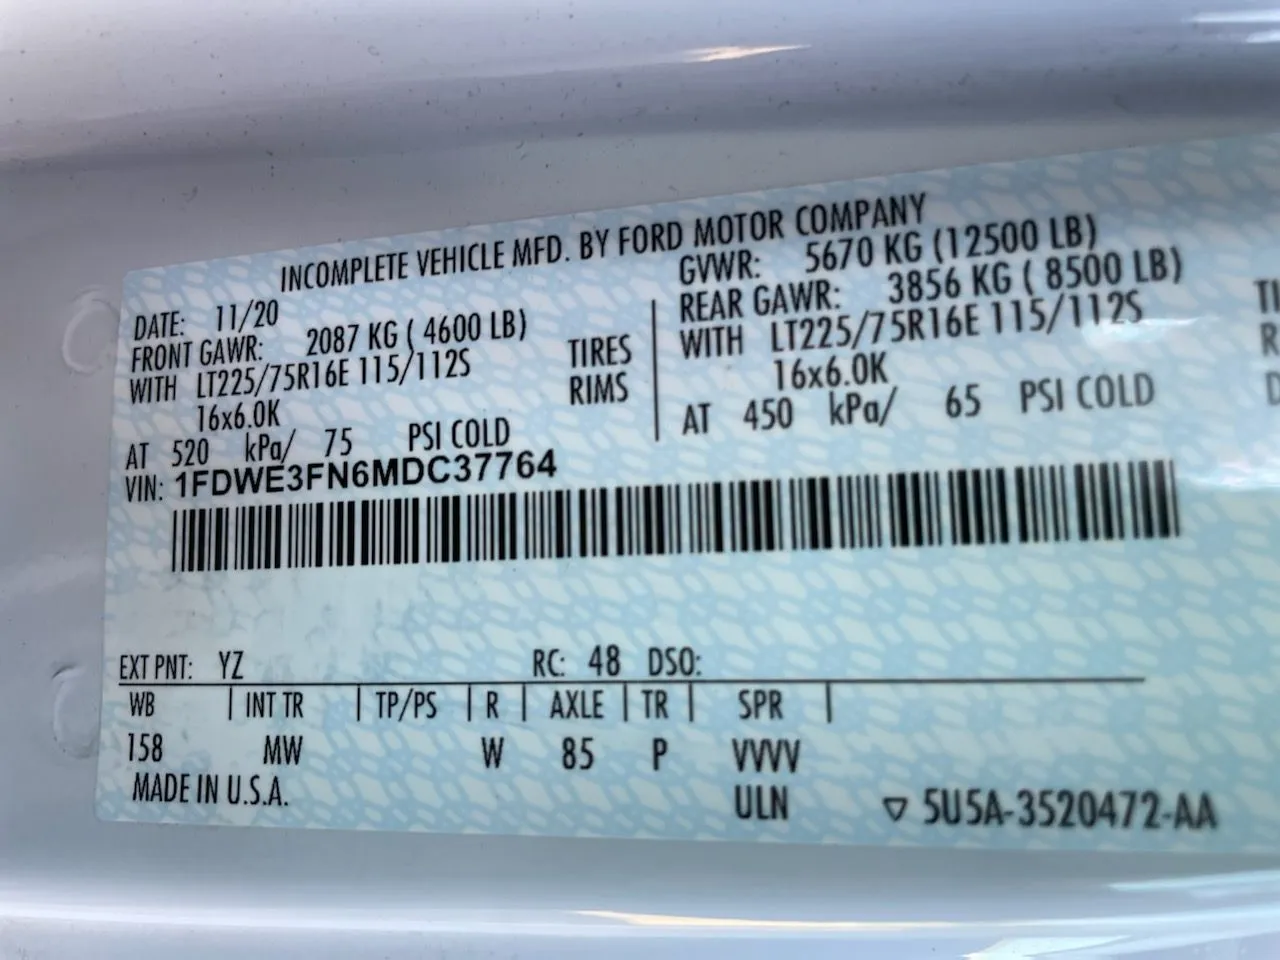 INCOMPLETE VEHICLE MFD. BY FORD MOTOR COMPANY
DATE: 11/20 GVWR: 5670 KG (12500 LB)
FRONT GAWR: 2087 KG ( 4600 LB) REAR GAWR: 3856 KG ( 8500 LB)
WITH LT225/75R16E 115/112S TIRES WITH LT225/75R16E 115/112S
16x6.0K RIMS 16x6.0K
AT 520 kPa/ 75 PSI COLD AT 450 kPa/ 65 PSI COLD
VIN: 1FDWE3FN6MDC37764
EXT PNT: YZ RC: 48 DSO:
WB INT TR TP/PS R AXLE TR SPR
158 MW W 85 P VVVV
MADE IN U.S.A. ULN ▽ 5U5A-3520472-AA